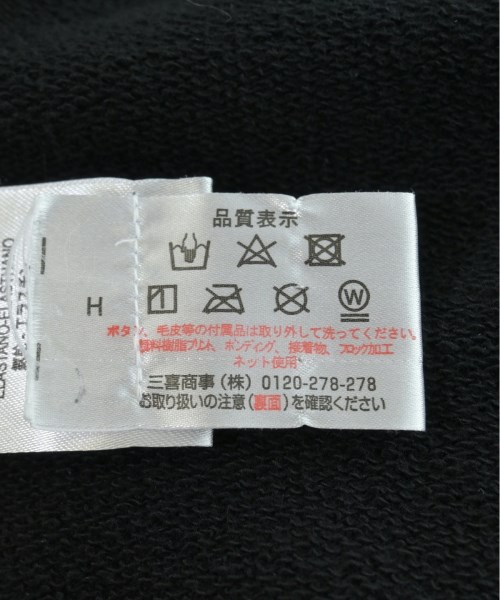 品質表示
H
W
ボタン、毛皮等の付属品は取り外して洗ってください。
顔料樹脂プリント、ボンディング、接着物、フロック加工
ネット使用
三喜商事（株）0120-278-278
お取り扱いの注意（裏面）を確認ください